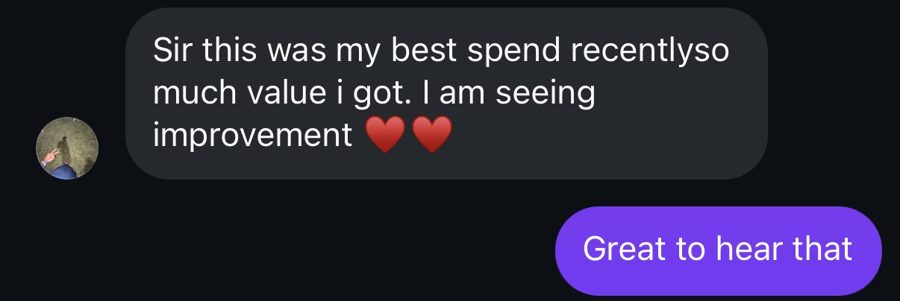 Sir this was my best spend recentlyso
much value i got. I am seeing
improvement ♥️♥️
Great to hear that